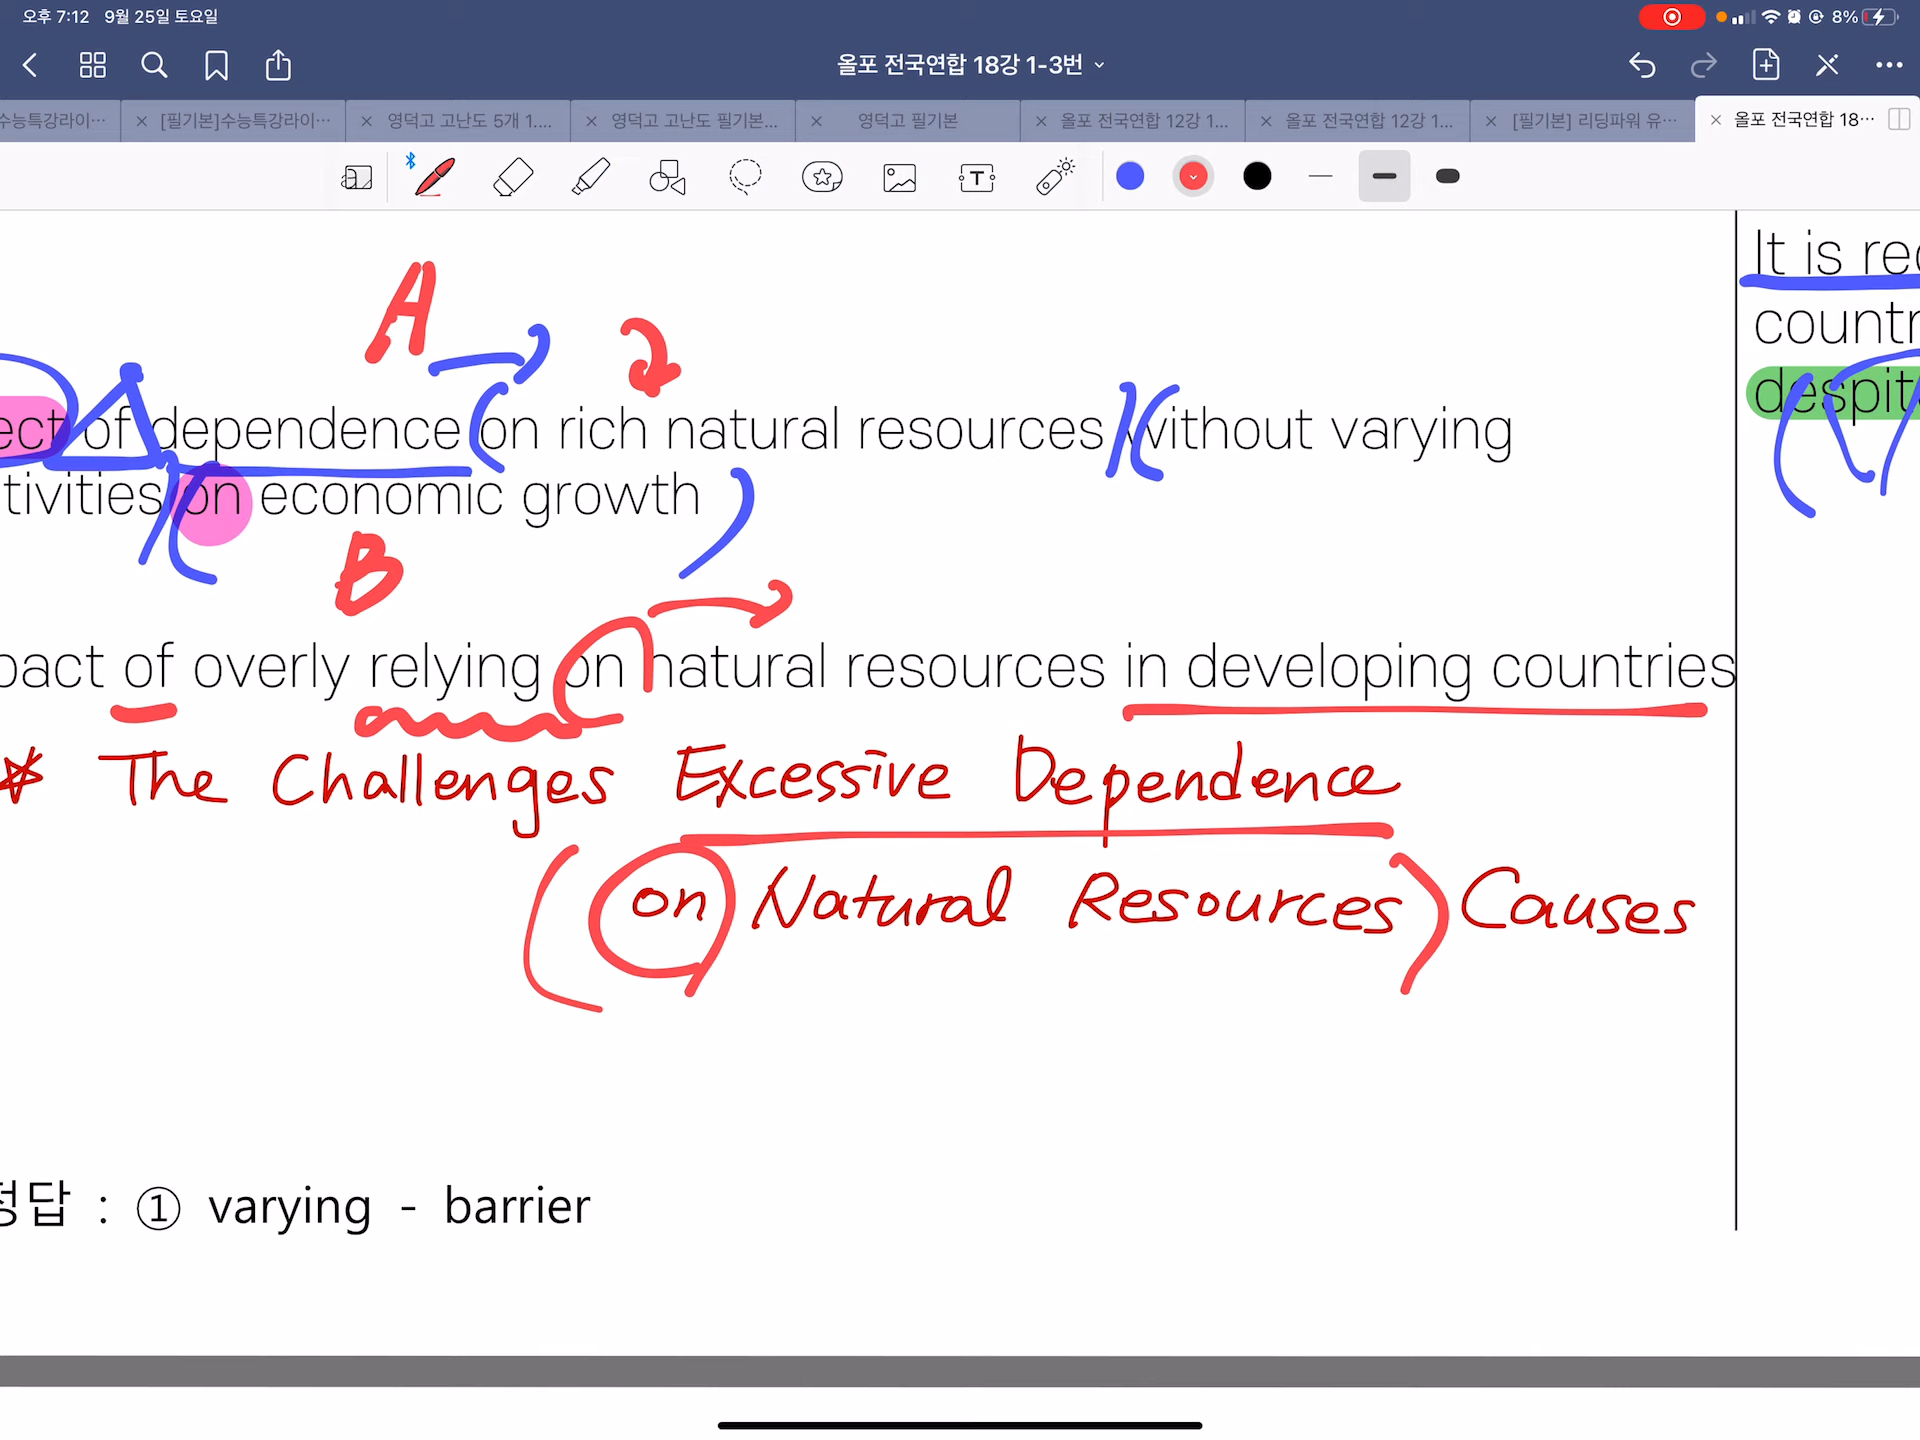 오후 7:12 9월 25일 토요일
8%
올포 전국연합 18강 1-3번
수능특강라이…
[필기본]수능특강라이…
영덕고 고난도 5개 1....
영덕고 고난도 필기본...
영덕고 필기본
올포 전국연합 12강 1...
올포 전국연합 12강 1...
[필기본] 리딩파워 유…
올포 전국연합 18…
A
ect of dependence on rich natural resources without varying
tivities on economic growth
B
pact of overly relying on natural resources in developing countries
* The Challenges Excessive Dependence
(on Natural Resources) Causes
정답 : ① varying - barrier
It is rec
countr
despit